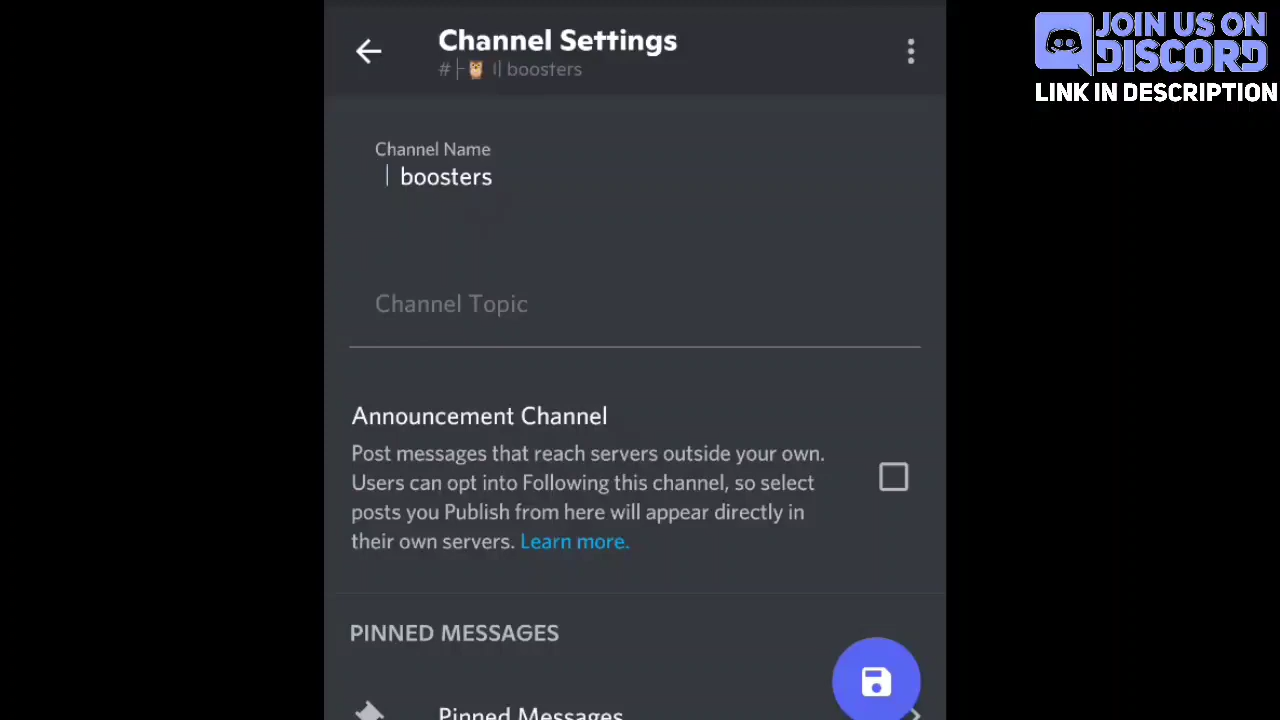 Channel Settings
# ├🦉〢boosters
Channel Name
│ boosters
Channel Topic
Announcement Channel
Post messages that reach servers outside your own.
Users can opt into Following this channel, so select
posts you Publish from here will appear directly in
their own servers. Learn more.
PINNED MESSAGES
Pinned Messages
JOIN US ON
DISCORD
LINK IN DESCRIPTION